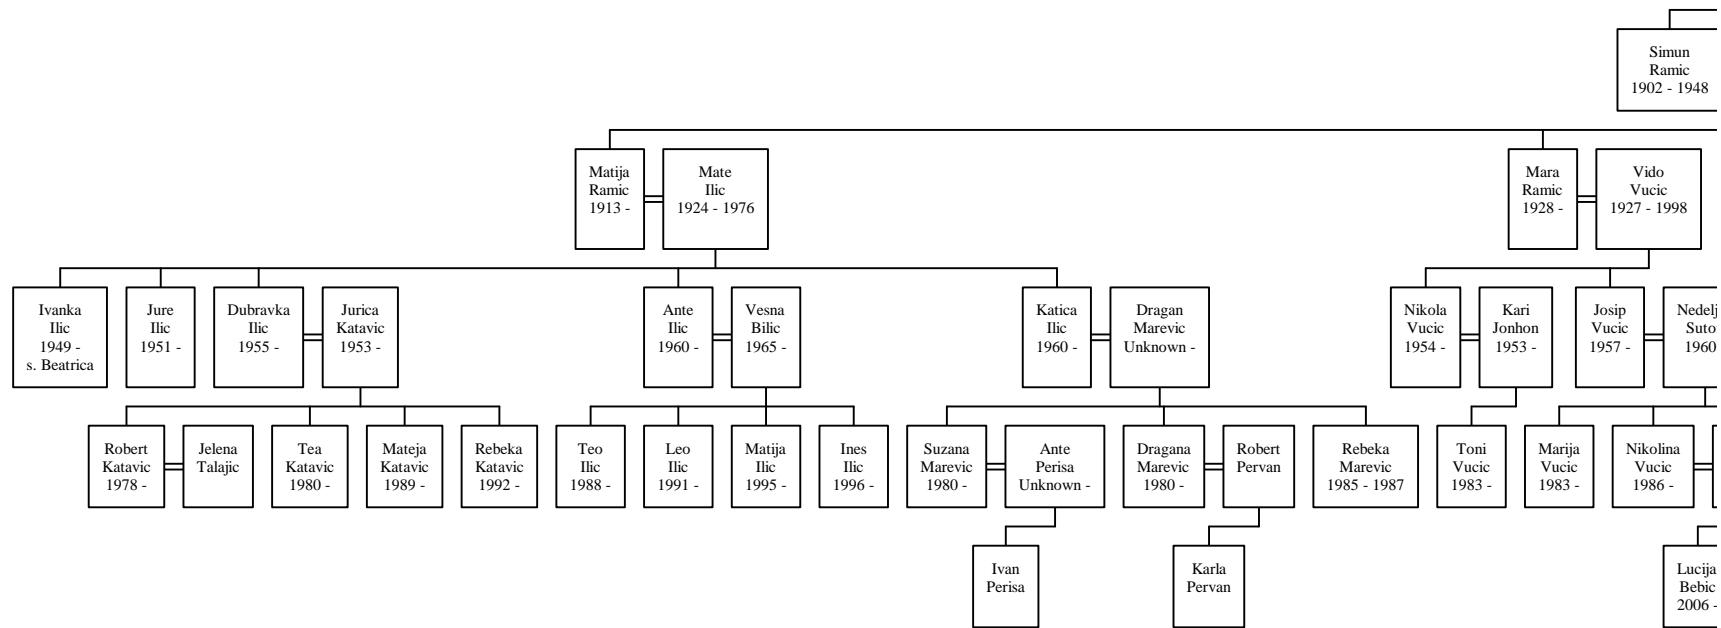 Simun
Ramic
1902 - 1948
Matija
Ramic
1913 -
Mate
Ilic
1924 - 1976
Mara
Ramic
1928 -
Vido
Vucic
1927 - 1998
Ivanka
Ilic
1949 -
s. Beatrica
Jure
Ilic
1951 -
Dubravka
Ilic
1955 -
Jurica
Katavic
1953 -
Ante
Ilic
1960 -
Vesna
Bilic
1965 -
Katica
Ilic
1960 -
Dragan
Marevic
Unknown -
Nikola
Vucic
1954 -
Kari
Jonhon
1953 -
Josip
Vucic
1957 -
1960
Robert
Katavic
1978 -
Jelena
Talajic
Tea
Katavic
1980 -
Mateja
Katavic
1989 -
Rebeka
Katavic
1992 -
Teo
Ilic
1988 -
Leo
Ilic
1991 -
Matija
Ilic
1995 -
Ines
Ilic
1996 -
Suzana
Marevic
1980 -
Ante
Perisa
Unknown -
Dragana
Marevic
1980 -
Robert
Pervan
Rebeka
Marevic
1985 - 1987
Toni
Vucic
1983 -
Marija
Vucic
1983 -
Nikolina
Vucic
1986 -
Ivan
Perisa
Karla
Pervan
Lucija
Bebic
2006 -